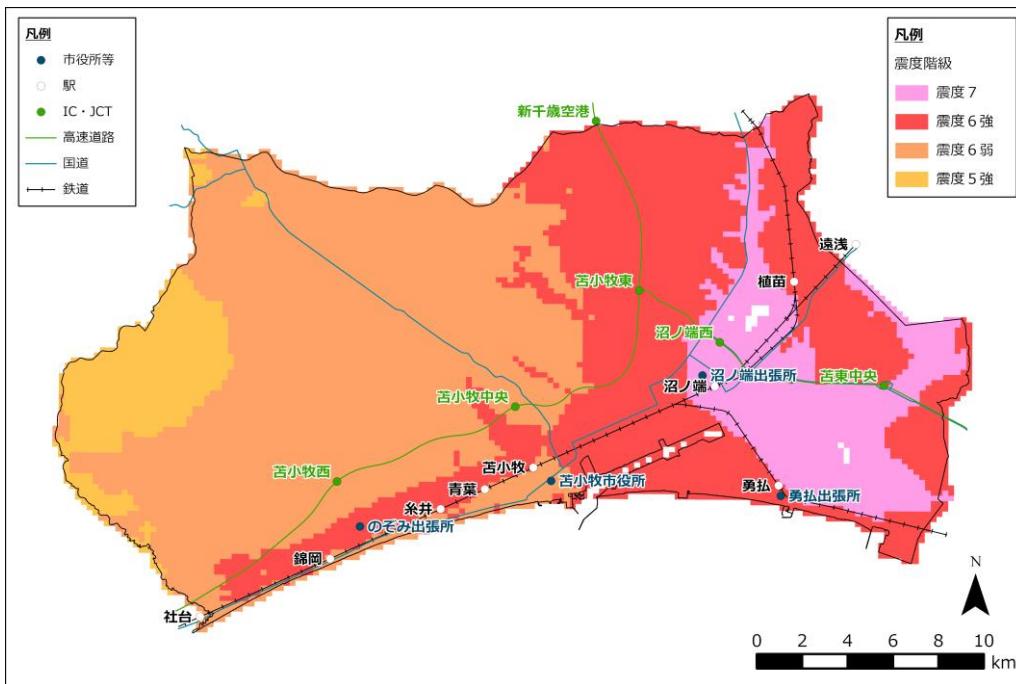 凡例
市役所等
駅
IC・JCT
高速道路
国道
鉄道
凡例
震度階級
震度７
震度６強
震度６弱
震度５強
新千歳空港
遠浅
苫小牧東
植苗
沼ノ端西
沼ノ端出張所
沼ノ端
苫東中央
苫小牧中央
苫小牧
苫小牧西
青葉
苫小牧市役所
勇払
勇払出張所
糸井
のぞみ出張所
錦岡
社台
N
0 2 4 6 8 10
km